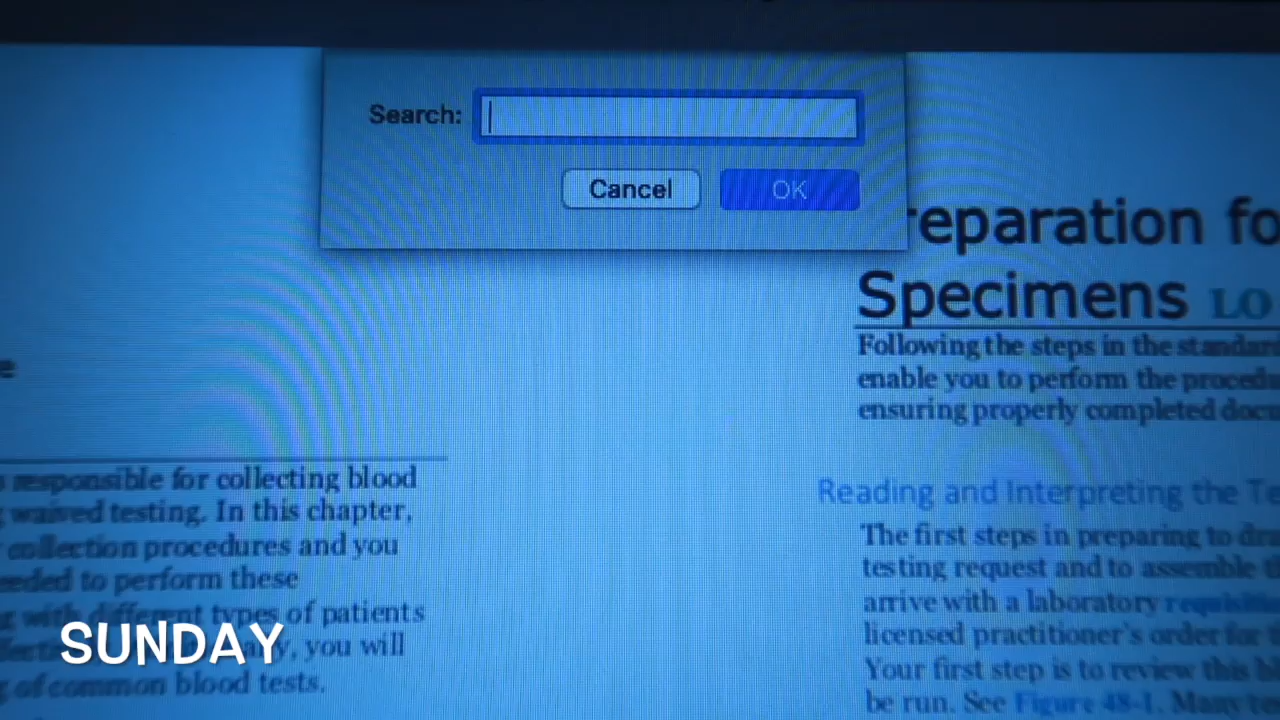 Search:
Cancel OK
reparation fo
Specimens LO
Following the steps in the standar
enable you to perform the procedu
ensuring properly completed docu
e
responsible for collecting blood
waived testing. In this chapter,
collection procedures and you
eeded to perform these
g with different types of patients
you will
g of common blood tests.
Reading and Interpreting the Te
The first steps in preparing to dra
testing request and to assemble t
arrive with a laboratory requisitio
licensed practitioner's order for t
Your first step is to review this
be run. See Figure 48-1. Many
SUNDAY